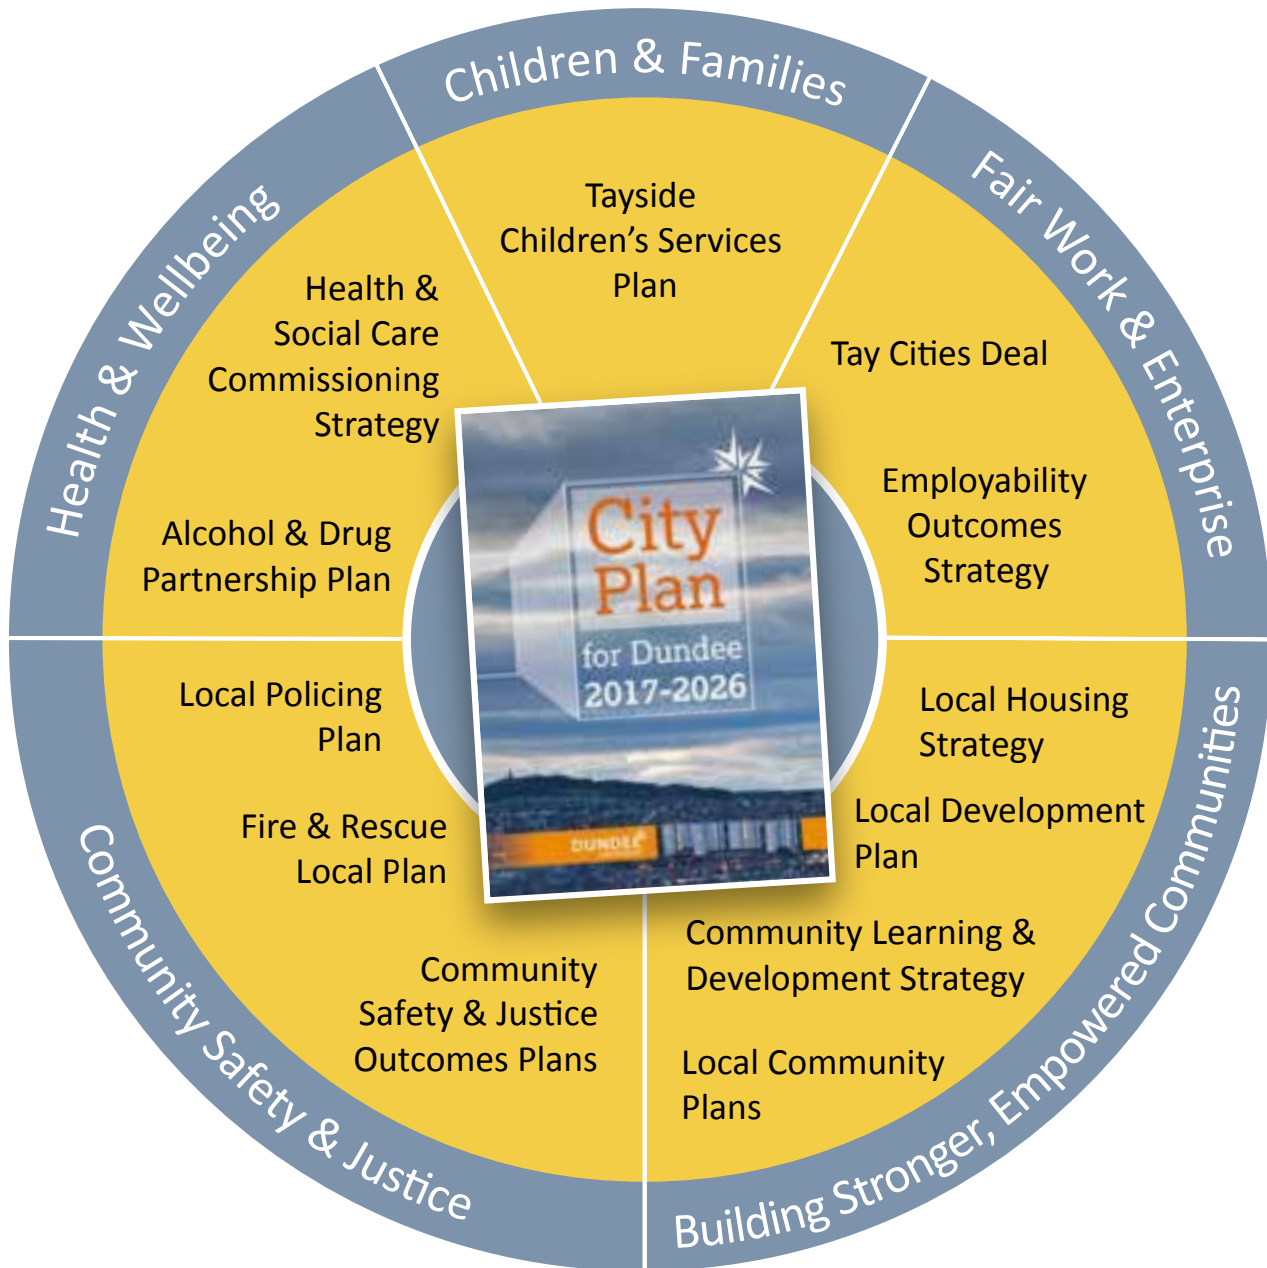 Children & Families
Tayside
Children’s Services
Plan
Fair Work & Enterprise
Tay Cities Deal
Employability
Outcomes
Strategy
Building Stronger, Empowered Communities
Local Housing
Strategy
Local Development
Plan
Community Learning &
Development Strategy
Local Community
Plans
Community Safety & Justice
Local Policing
Plan
Fire & Rescue
Local Plan
Community
Safety & Justice
Outcomes Plans
Health & Wellbeing
Health &
Social Care
Commissioning
Strategy
Alcohol & Drug
Partnership Plan
City
Plan
for Dundee
2017-2026
DUNDEE